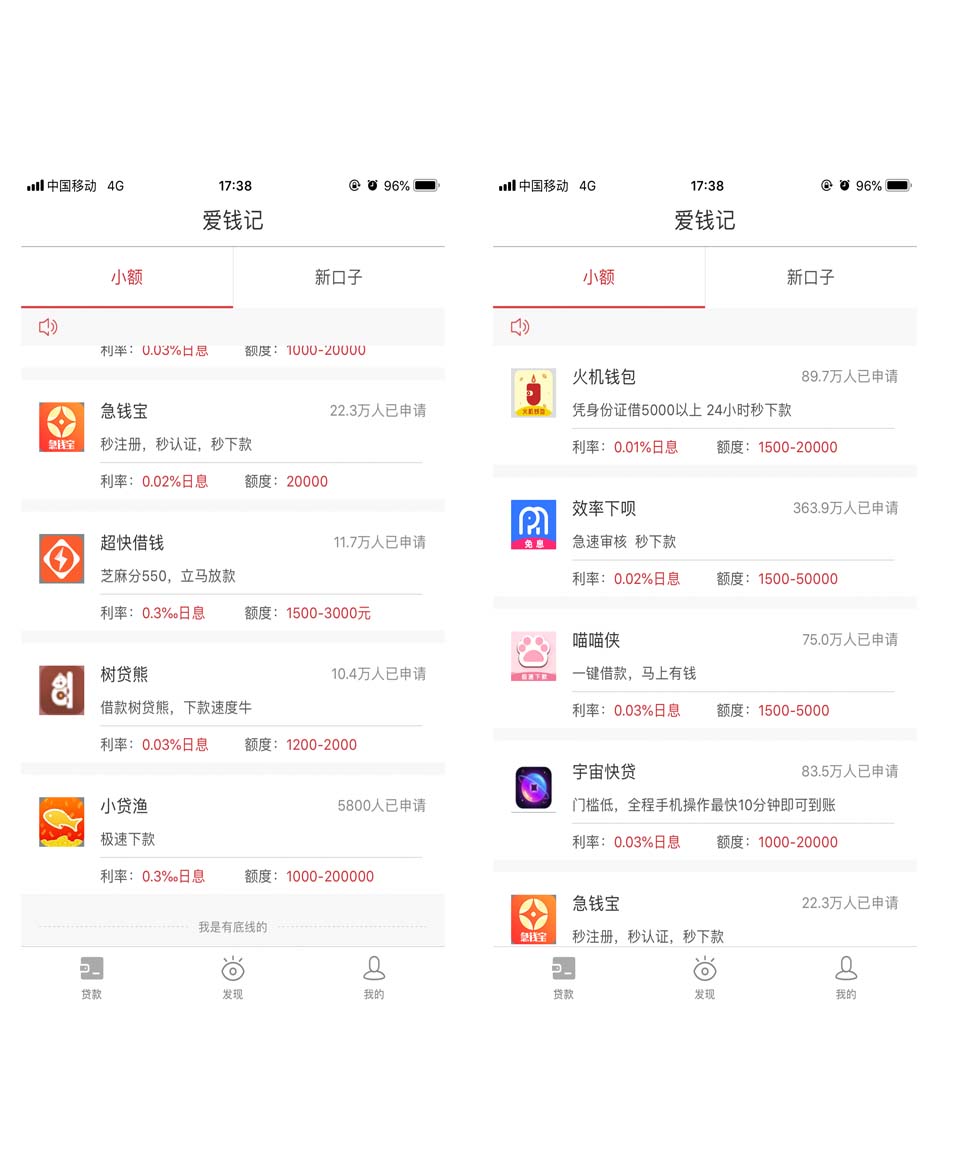 中国移动 4G 17:38 96%
爱钱记
小额 新口子
利率：0.03%日息 额度：1000-20000
急钱宝
急钱宝 22.3万人已申请
秒注册，秒认证，秒下款
利率：0.02%日息 额度：20000
超快借钱 11.7万人已申请
芝麻分550，立马放款
利率：0.3‰日息 额度：1500-3000元
树贷熊 10.4万人已申请
借款树贷熊，下款速度牛
利率：0.03%日息 额度：1200-2000
小贷渔 5800人已申请
极速下款
利率：0.3‰日息 额度：1000-200000
我是有底线的
贷款 发现 我的
中国移动 4G 17:38 96%
爱钱记
小额 新口子
火机钱包 89.7万人已申请
火机钱包
凭身份证借5000以上 24小时秒下款
利率：0.01%日息 额度：1500-20000
效率下呗 363.9万人已申请
免息
急速审核 秒下款
利率：0.02%日息 额度：1500-50000
喵喵侠 75.0万人已申请
极速下款
一键借款，马上有钱
利率：0.03%日息 额度：1500-5000
宇宙快贷 83.5万人已申请
门槛低，全程手机操作最快10分钟即可到账
利率：0.03%日息 额度：1000-20000
急钱宝 22.3万人已申请
急钱宝
秒注册，秒认证，秒下款
贷款 发现 我的